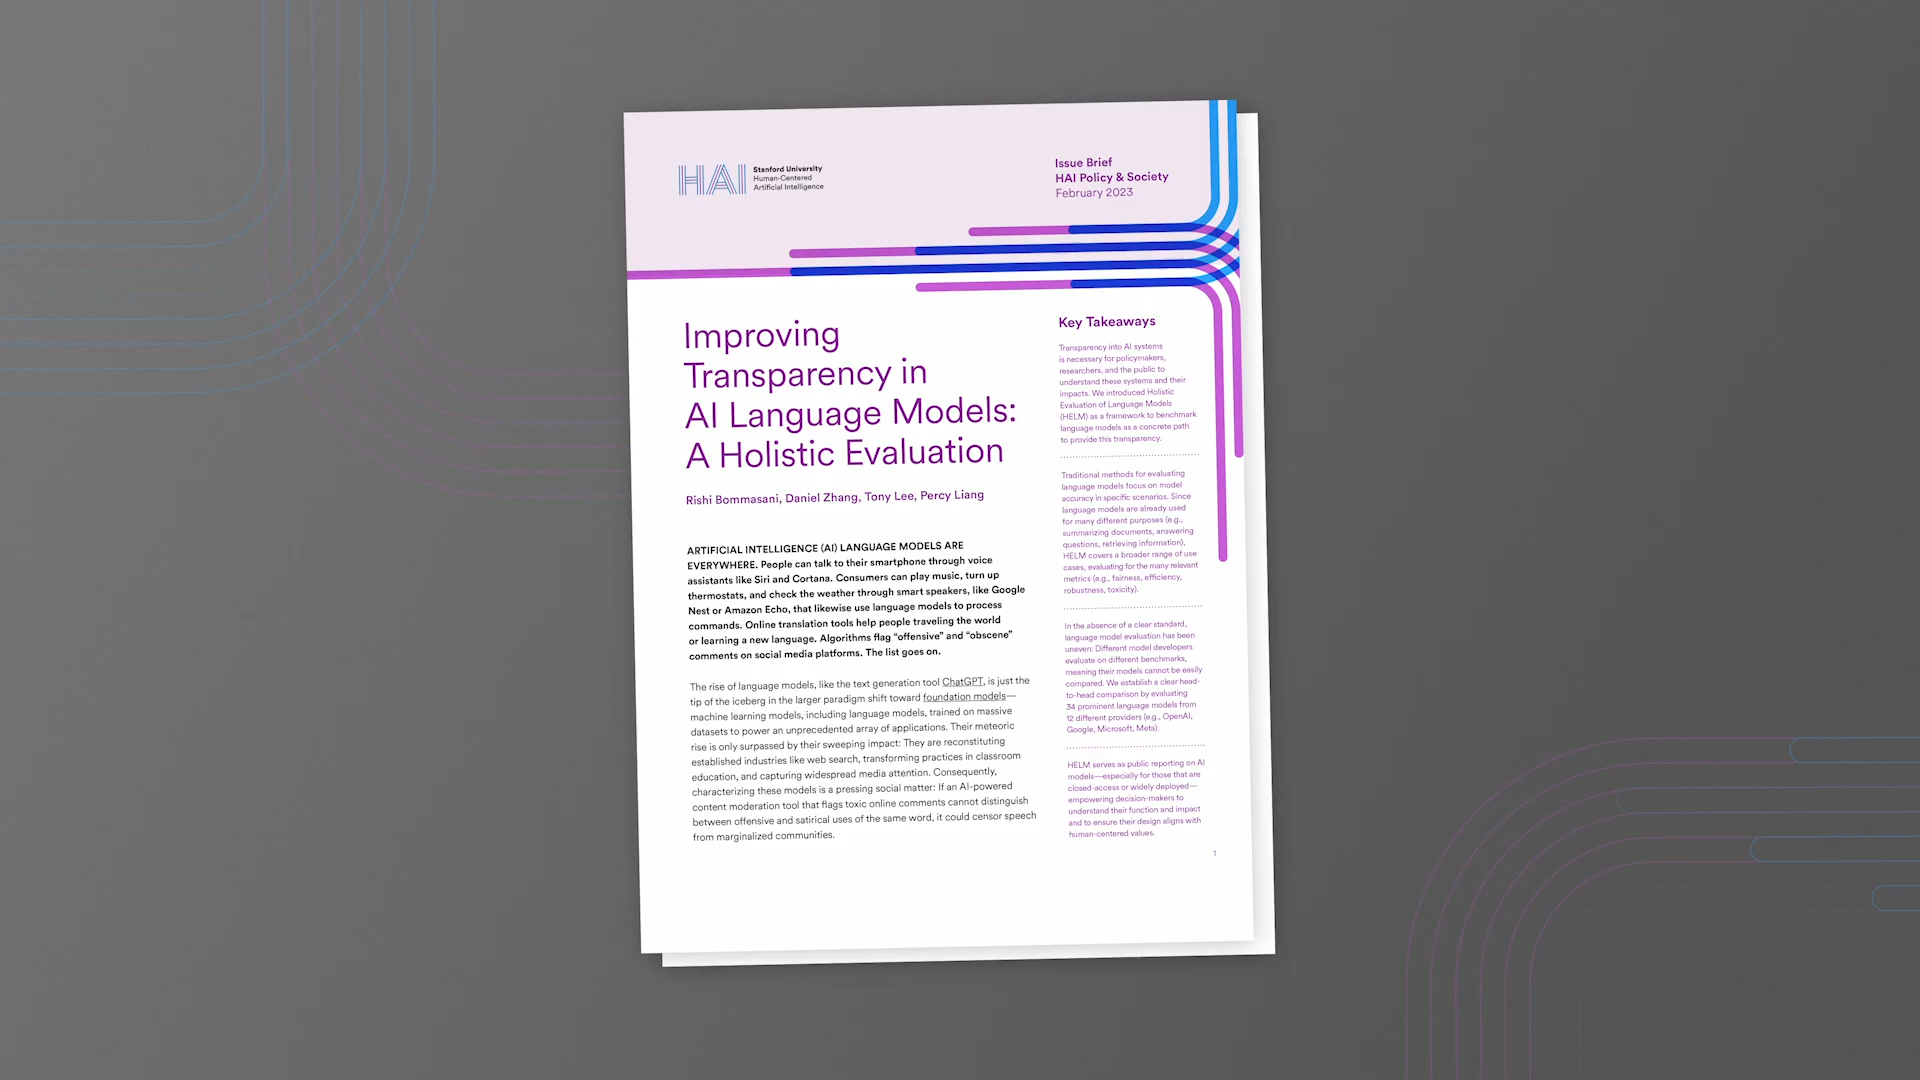 HAI
Stanford University
Human-Centered
Artificial Intelligence
Issue Brief
HAI Policy & Society
February 2023
Improving
Transparency in
AI Language Models:
A Holistic Evaluation
Rishi Bommasani, Daniel Zhang, Tony Lee, Percy Liang
ARTIFICIAL INTELLIGENCE (AI) LANGUAGE MODELS ARE
EVERYWHERE. People can talk to their smartphone through voice
assistants like Siri and Cortana. Consumers can play music, turn up
thermostats, and check the weather through smart speakers, like Google
Nest or Amazon Echo, that likewise use language models to process
commands. Online translation tools help people traveling the world
or learning a new language. Algorithms flag “offensive” and “obscene”
comments on social media platforms. The list goes on.
The rise of language models, like the text generation tool ChatGPT, is just the
tip of the iceberg in the larger paradigm shift toward foundation models—
machine learning models, including language models, trained on massive
datasets to power an unprecedented array of applications. Their meteoric
rise is only surpassed by their sweeping impact: They are reconstituting
established industries like web search, transforming practices in classroom
education, and capturing widespread media attention. Consequently,
characterizing these models is a pressing social matter: If an AI-powered
content moderation tool that flags toxic online comments cannot distinguish
between offensive and satirical uses of the same word, it could censor speech
from marginalized communities.
Key Takeaways
Transparency into AI systems
is necessary for policymakers,
researchers, and the public to
understand these systems and their
impacts. We introduced Holistic
Evaluation of Language Models
(HELM) as a framework to benchmark
language models as a concrete path
to provide this transparency.
Traditional methods for evaluating
language models focus on model
accuracy in specific scenarios. Since
language models are already used
for many different purposes (e.g.,
summarizing documents, answering
questions, retrieving information),
HELM covers a broader range of use
cases, evaluating for the many relevant
metrics (e.g., fairness, efficiency,
robustness, toxicity).
In the absence of a clear standard,
language model evaluation has been
uneven: Different model developers
evaluate on different benchmarks,
meaning their models cannot be easily
compared. We establish a clear head-
to-head comparison by evaluating
34 prominent language models from
12 different providers (e.g., OpenAI,
Google, Microsoft, Meta).
HELM serves as public reporting on AI
models—especially for those that are
closed-access or widely deployed—
empowering decision-makers to
understand their function and impact
and to ensure their design aligns with
human-centered values.
1